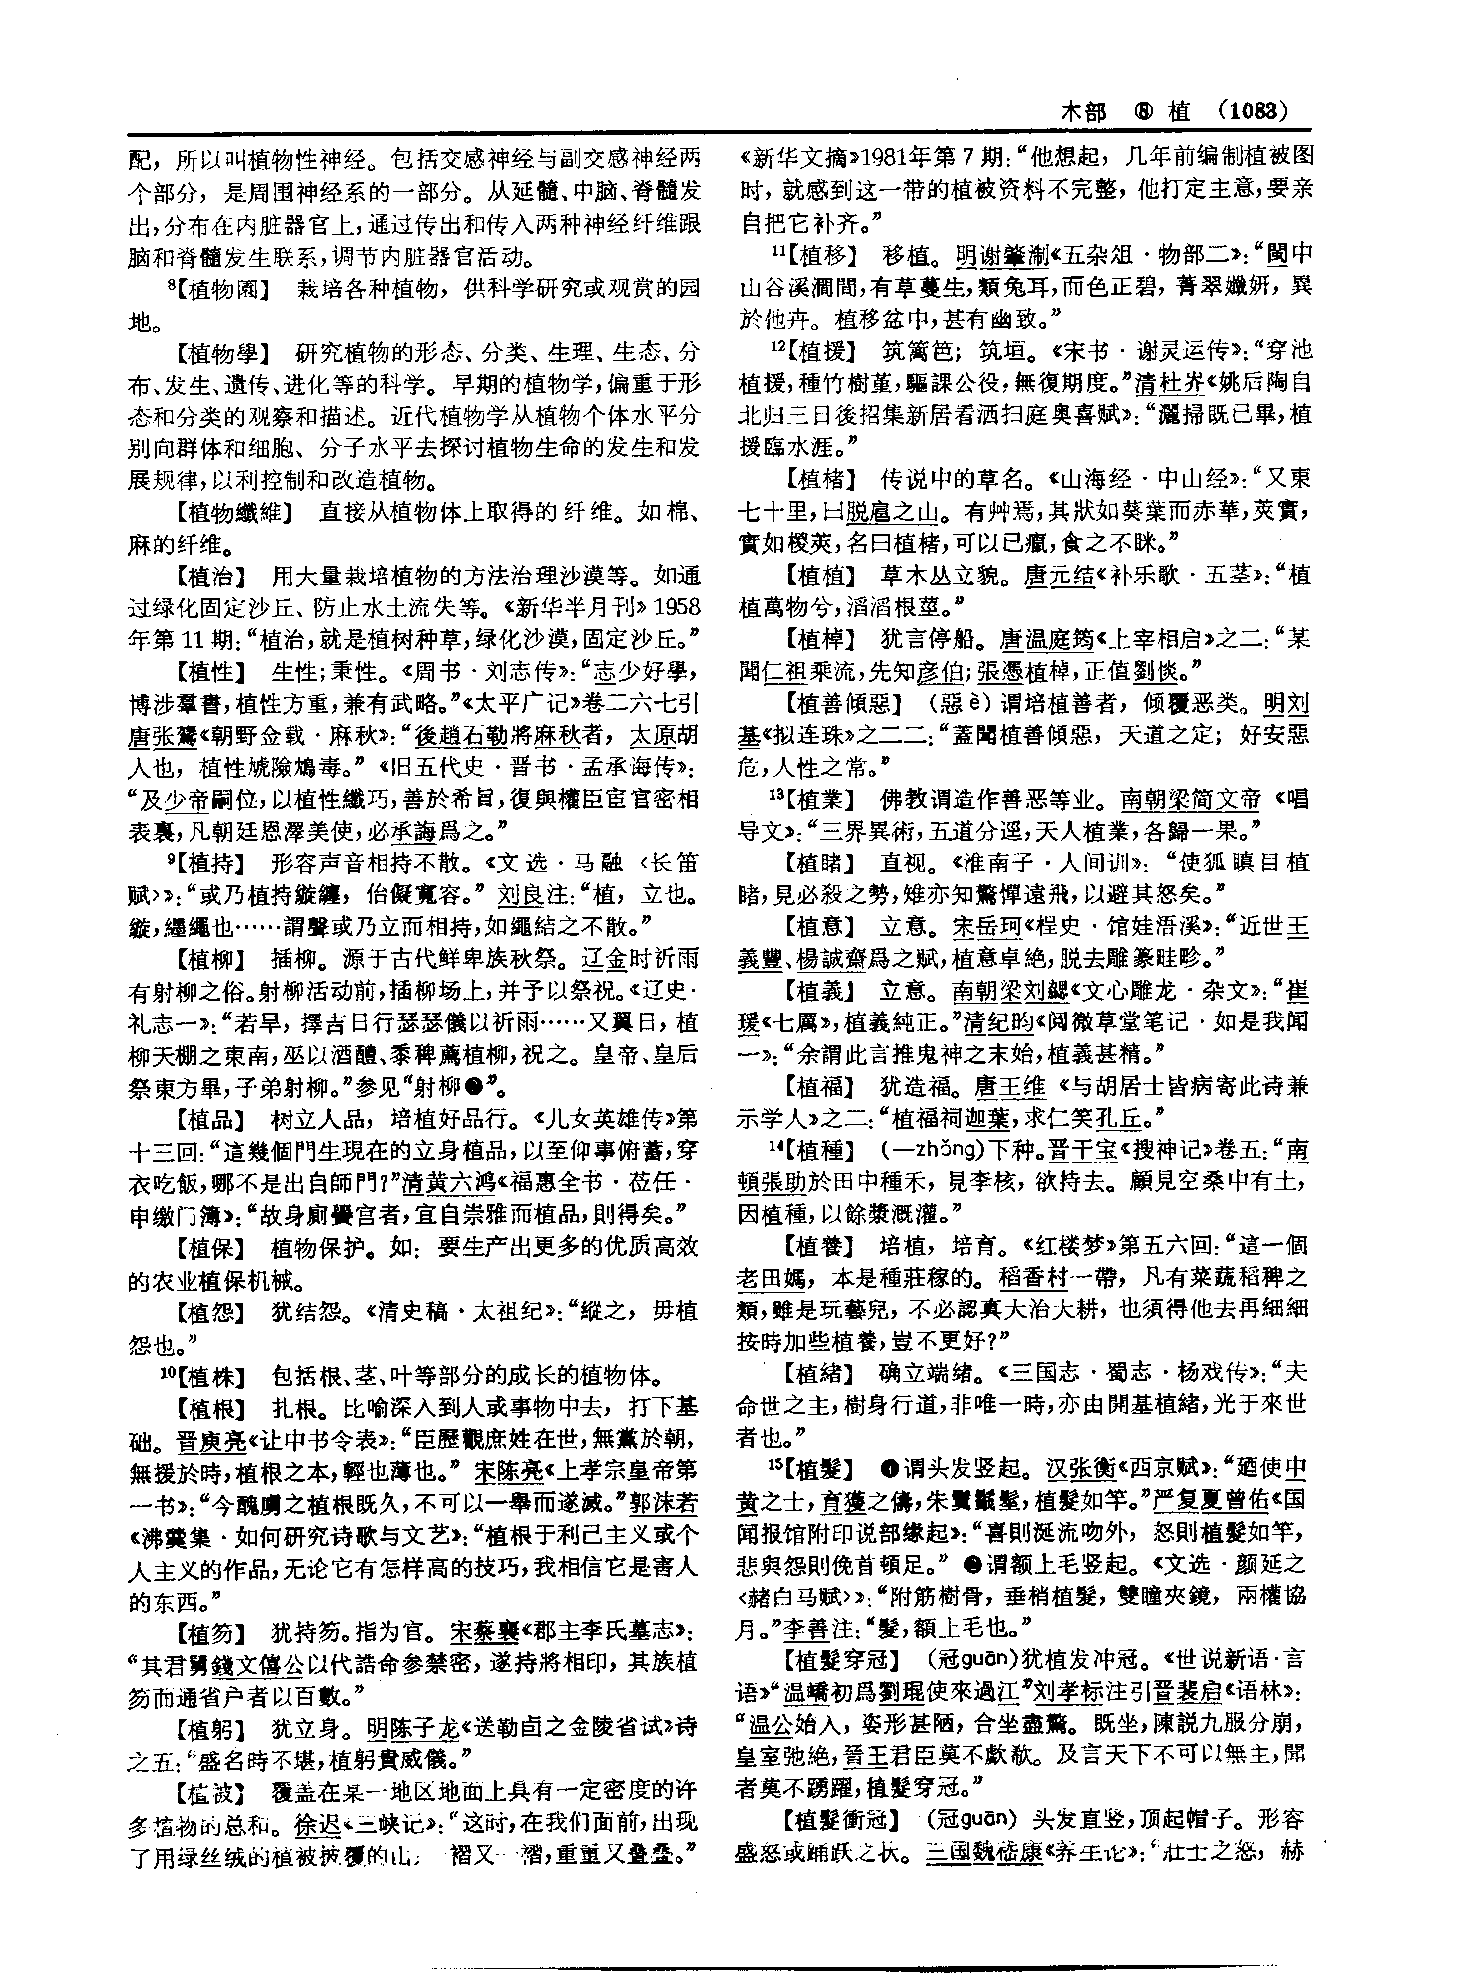 木部 ⑧ 植 (1083)
配，所以叫植物性神经。包括交感神经与副交感神经两
个部分，是周围神经系的一部分。从延髓、中脑、脊髓发
出，分布在内脏器官上，通过传出和传入两种神经纤维跟
脑和脊髓发生联系，调节内脏器官活动。
⁸【植物園】 栽培各种植物，供科学研究或观赏的园
地。
【植物學】 研究植物的形态、分类、生理、生态、分
布、发生、遗传、进化等的科学。早期的植物学，偏重于形
态和分类的观察和描述。近代植物学从植物个体水平分
别向群体和细胞、分子水平去探讨植物生命的发生和发
展规律，以利控制和改造植物。
【植物纖維】 直接从植物体上取得的纤维。如棉、
麻的纤维。
【植治】 用大量栽培植物的方法治理沙漠等。如通
过绿化固定沙丘、防止水土流失等。《新华半月刊》1958
年第11期：“植治，就是植树种草，绿化沙漠，固定沙丘。”
【植性】 生性；秉性。《周书·刘志传》：“志少好學，
博涉羣書，植性方重，兼有武略。”《太平广记》卷二六七引
唐张鷟《朝野佥载·麻秋》：“後趙石勒將麻秋者，太原胡
人也，植性虓險鴆毒。”《旧五代史·晋书·孟承诲传》：
“及少帝嗣位，以植性纖巧，善於希旨，復與權臣宦官密相
表裏，凡朝廷恩澤美使，必承誨爲之。”
⁹【植持】 形容声音相持不散。《文选·马融〈长笛
赋〉》：“或乃植持縼纏，佁儗寬容。”刘良注：“植，立也。
縼，纆繩也……謂聲或乃立而相持，如繩結之不散。”
【植柳】 插柳。源于古代鲜卑族秋祭。辽金时祈雨
有射柳之俗。射柳活动前，插柳场上，并予以祭祝。《辽史·
礼志一》：“若旱，擇吉日行瑟瑟儀以祈雨……又翼日，植
柳天棚之東南，巫以酒醴、黍稗薦植柳，祝之。皇帝、皇后
祭東方畢，子弟射柳。”参见“射柳❷”。
【植品】 树立人品，培植好品行。《儿女英雄传》第
十三回：“這幾個門生現在的立身植品，以至仰事俯蓄，穿
衣吃飯，哪不是出自師門？”清黄六鸿《福惠全书·莅任·
申缴门簿》：“故身廁黌宫者，宜自崇雅而植品，則得矣。”
【植保】 植物保护。如：要生产出更多的优质高效
的农业植保机械。
【植怨】 犹结怨。《清史稿·太祖纪》：“縱之，毋植
怨也。”
¹⁰【植株】 包括根、茎、叶等部分的成长的植物体。
【植根】 扎根。比喻深入到人或事物中去，打下基
础。晋庾亮《让中书令表》：“臣歷觀庶姓在世，無黨於朝，
無援於時，植根之本，輕也薄也。”宋陈亮《上孝宗皇帝第
一书》：“今醜虜之植根既久，不可以一舉而遂滅。”郭沫若
《沸羹集·如何研究诗歌与文艺》：“植根于利己主义或个
人主义的作品，无论它有怎样高的技巧，我相信它是害人
的东西。”
【植笏】 犹持笏。指为官。宋蔡襄《郡主李氏墓志》：
“其君舅錢文僖公以代誥命参禁密，遂持將相印，其族植
笏而通省户者以百數。”
【植躬】 犹立身。明陈子龙《送勒卣之金陵省试》诗
之五：“盛名時不堪，植躬貴威儀。”
【植被】 覆盖在某一地区地面上具有一定密度的许
多植物的总和。徐迟《三峡记》：“这时，在我们面前，出现
了用绿丝绒的植被披覆的山，褶又一褶，重重又叠叠。”
《新华文摘》1981年第7期：“他想起，几年前编制植被图
时，就感到这一带的植被资料不完整，他打定主意，要亲
自把它补齐。”
¹¹【植移】 移植。明谢肇淛《五杂俎·物部二》：“閩中
山谷溪澗間，有草蔓生，類兔耳，而色正碧，菁翠孅妍，異
於他卉。植移盆中，甚有幽致。”
¹²【植援】 筑篱笆；筑垣。《宋书·谢灵运传》：“穿池
植援，種竹樹堇，驅課公役，無復期度。”清杜岕《姚后陶自
北归三日後招集新居看洒扫庭奥喜赋》：“灑掃既已畢，植
援臨水涯。”
【植楮】 传说中的草名。《山海经·中山经》：“又東
七十里，曰脱扈之山。有艸焉，其狀如葵葉而赤華，莢實，
實如椶莢，名曰植楮，可以已癙，食之不眯。”
【植植】 草木丛立貌。唐元结《补乐歌·五茎》：“植
植萬物兮，滔滔根莖。”
【植棹】 犹言停船。唐温庭筠《上宰相启》之二：“某
聞仁祖乘流，先知彦伯；張憑植棹，正值劉惔。”
【植善傾惡】 （惡è）谓培植善者，倾覆恶类。明刘
基《拟连珠》之二二：“蓋聞植善傾惡，天道之定；好安惡
危，人性之常。”
¹³【植業】 佛教谓造作善恶等业。南朝梁简文帝《唱
导文》：“三界異術，五道分逕，天人植業，各歸一果。”
【植睹】 直视。《淮南子·人间训》：“使狐瞋目植
睹，見必殺之勢，雉亦知驚憚遠飛，以避其怒矣。”
【植意】 立意。宋岳珂《桯史·馆娃浯溪》：“近世王
義豐、楊誠齋爲之賦，植意卓絶，脱去雕篆畦畛。”
【植義】 立意。南朝梁刘勰《文心雕龙·杂文》：“崔
瑗《七厲》，植義純正。”清纪昀《阅微草堂笔记·如是我闻
一》：“余謂此言推鬼神之末始，植義甚精。”
【植福】 犹造福。唐王维《与胡居士皆病寄此诗兼
示学人》之二：“植福祠迦葉，求仁笑孔丘。”
¹⁴【植種】 （—zhǒng）下种。晋干宝《搜神记》卷五：“南
頓張助於田中種禾，見李核，欲持去。顧見空桑中有土，
因植種，以餘漿溉灌。”
【植養】 培植，培育。《红楼梦》第五六回：“這一個
老田媽，本是種莊稼的。稻香村一帶，凡有菜蔬稻稗之
類，雖是玩藝兒，不必認真大治大耕，也須得他去再細細
按時加些植養，豈不更好？”
【植緒】 确立端绪。《三国志·蜀志·杨戏传》：“夫
命世之主，樹身行道，非唯一時，亦由開基植緒，光于來世
者也。”
¹⁵【植髮】 ❶谓头发竖起。汉张衡《西京赋》：“廼使中
黄之士，育獲之儔，朱鬕鬣髽，植髮如竿。”严复夏曾佑《国
闻报馆附印说部缘起》：“喜則涎流吻外，怒則植髮如竿，
悲與怨則俛首頓足。”❷谓额上毛竖起。《文选·颜延之
〈赭白马赋〉》：“附筋樹骨，垂梢植髮，雙瞳夾鏡，兩權協
月。”李善注：“髮，額上毛也。”
【植髮穿冠】 （冠guān）犹植发冲冠。《世说新语·言
语》“温嶠初爲劉琨使來過江”刘孝标注引晋裴启《语林》：
“温公始入，姿形甚陋，合坐盡驚。既坐，陳説九服分崩，
皇室弛絶，晉王君臣莫不歔欷。及言天下不可以無主，聞
者莫不踴躍，植髮穿冠。”
【植髮衝冠】 （冠guān）头发直竖，顶起帽子。形容
盛怒或踊跃之状。三国魏嵇康《养生论》：“壮士之怒，赫